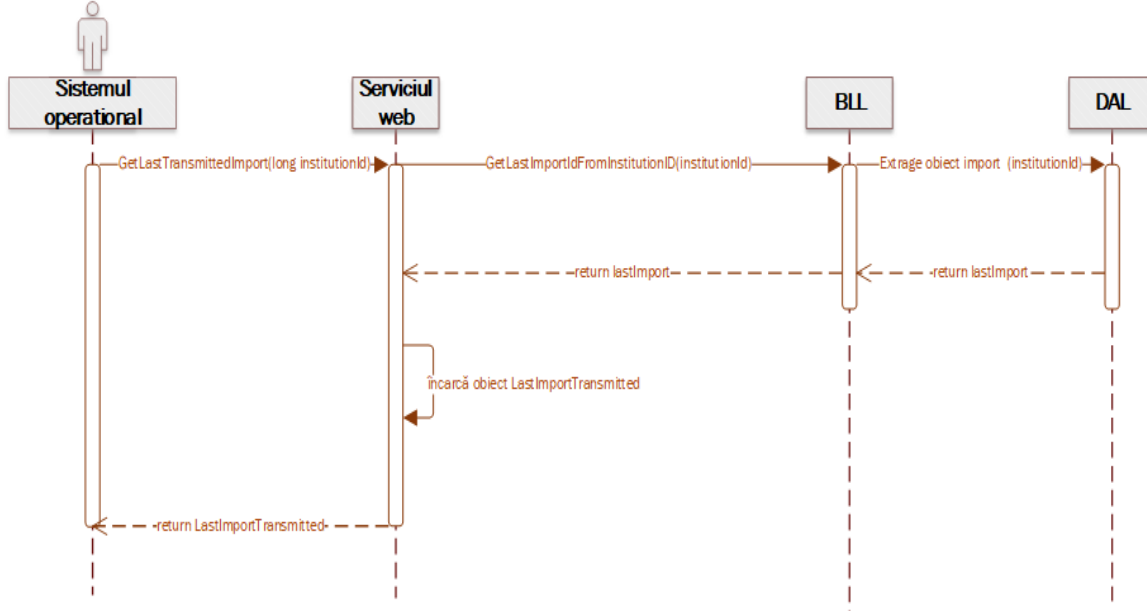 Sistemul
operational
Serviciul
web
BLL
DAL
GetLastTransmittedImport(long institutionId)
GetLastImportIdFromInstitutionID(institutionId)
Extrage obiect import (institutionId)
return lastImport
return lastImport
încarcă obiect LastImportTransmitted
return LastImportTransmitted